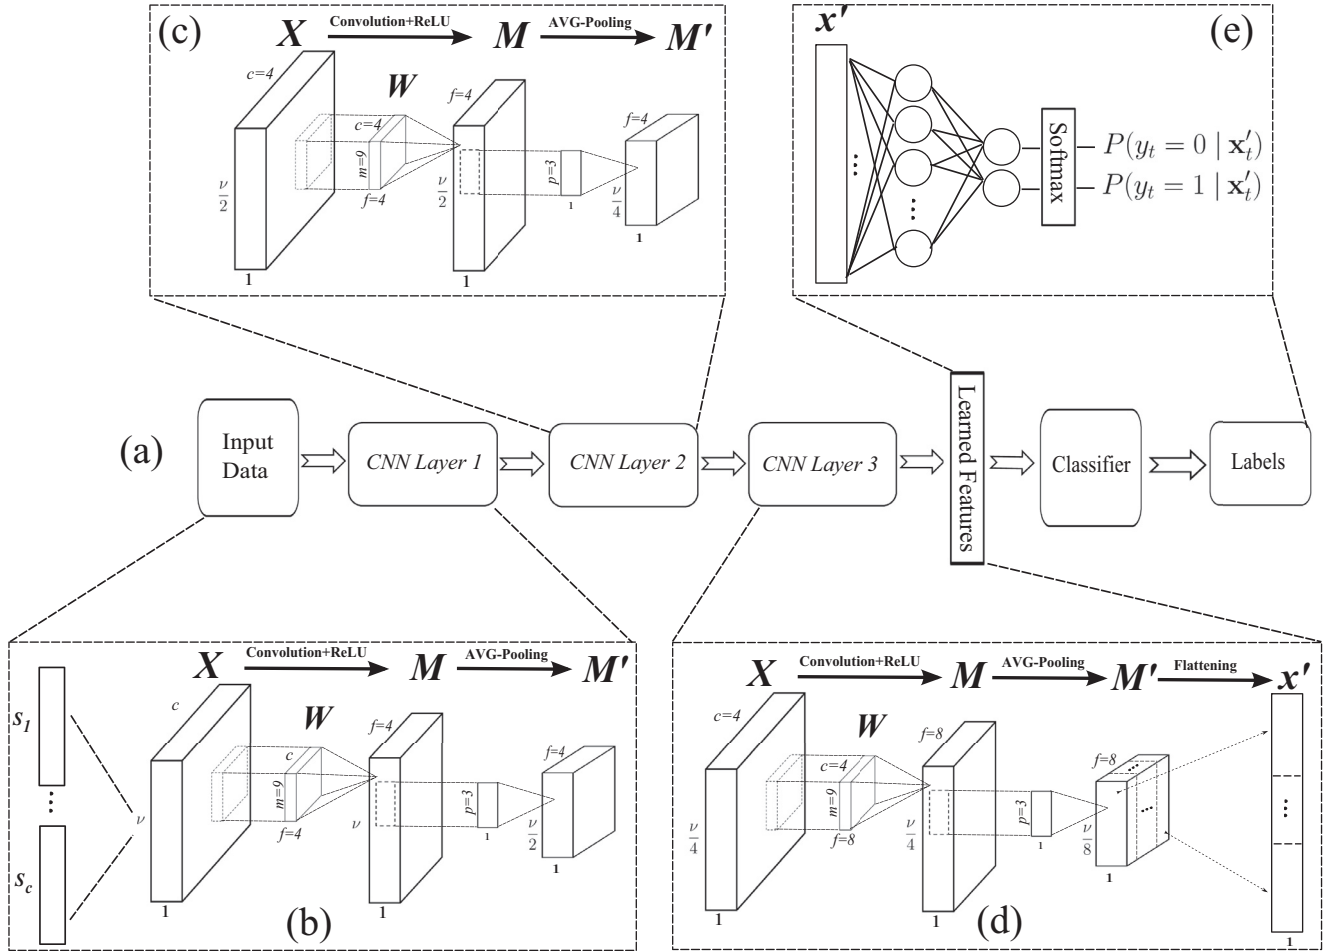 (c)
X
Convolution+ReLU
M
AVG-Pooling
M'
c=4
W
f=4
c=4
m=9
f=4
ν/2
1
ν/2
1
p=3
1
f=4
ν/4
1
(e)
x'
...
...
Softmax
P(y_t = 0 | x'_t)
P(y_t = 1 | x'_t)
(a)
Input
Data
CNN Layer 1
CNN Layer 2
CNN Layer 3
Learned Features
Classifier
Labels
(b)
s_1
...
s_c
X
Convolution+ReLU
M
AVG-Pooling
M'
c
W
f=4
c
m=9
f=4
ν
1
ν
1
p=3
1
f=4
ν/2
1
(d)
X
Convolution+ReLU
M
AVG-Pooling
M'
Flattening
x'
c=4
W
f=8
c=4
m=9
f=8
ν/4
1
ν/4
1
p=3
1
f=8
...
...
ν/8
1
...
1